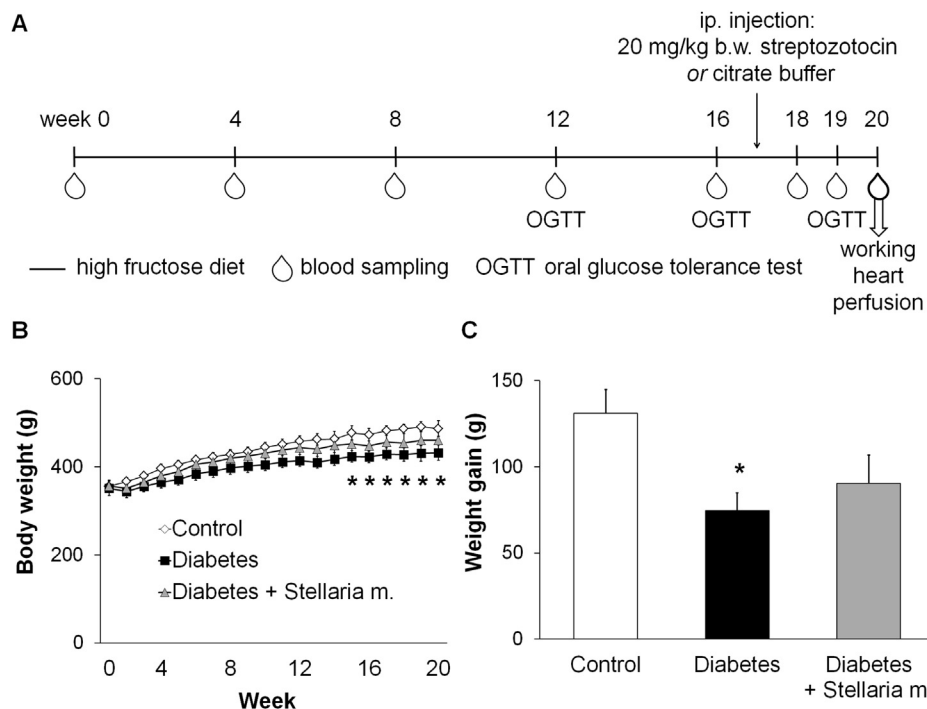 A
ip. injection:
20 mg/kg b.w. streptozotocin
or citrate buffer
week 0 4 8 12 16 18 19 20
OGTT OGTT OGTT
high fructose diet blood sampling OGTT oral glucose tolerance test
working
heart
perfusion
B
Body weight (g)
600
400
200
0
* * * * * *
Control
Diabetes
Diabetes + Stellaria m.
0 4 8 12 16 20
Week
C
Weight gain (g)
150
100
50
0
*
Control Diabetes Diabetes
+ Stellaria m.